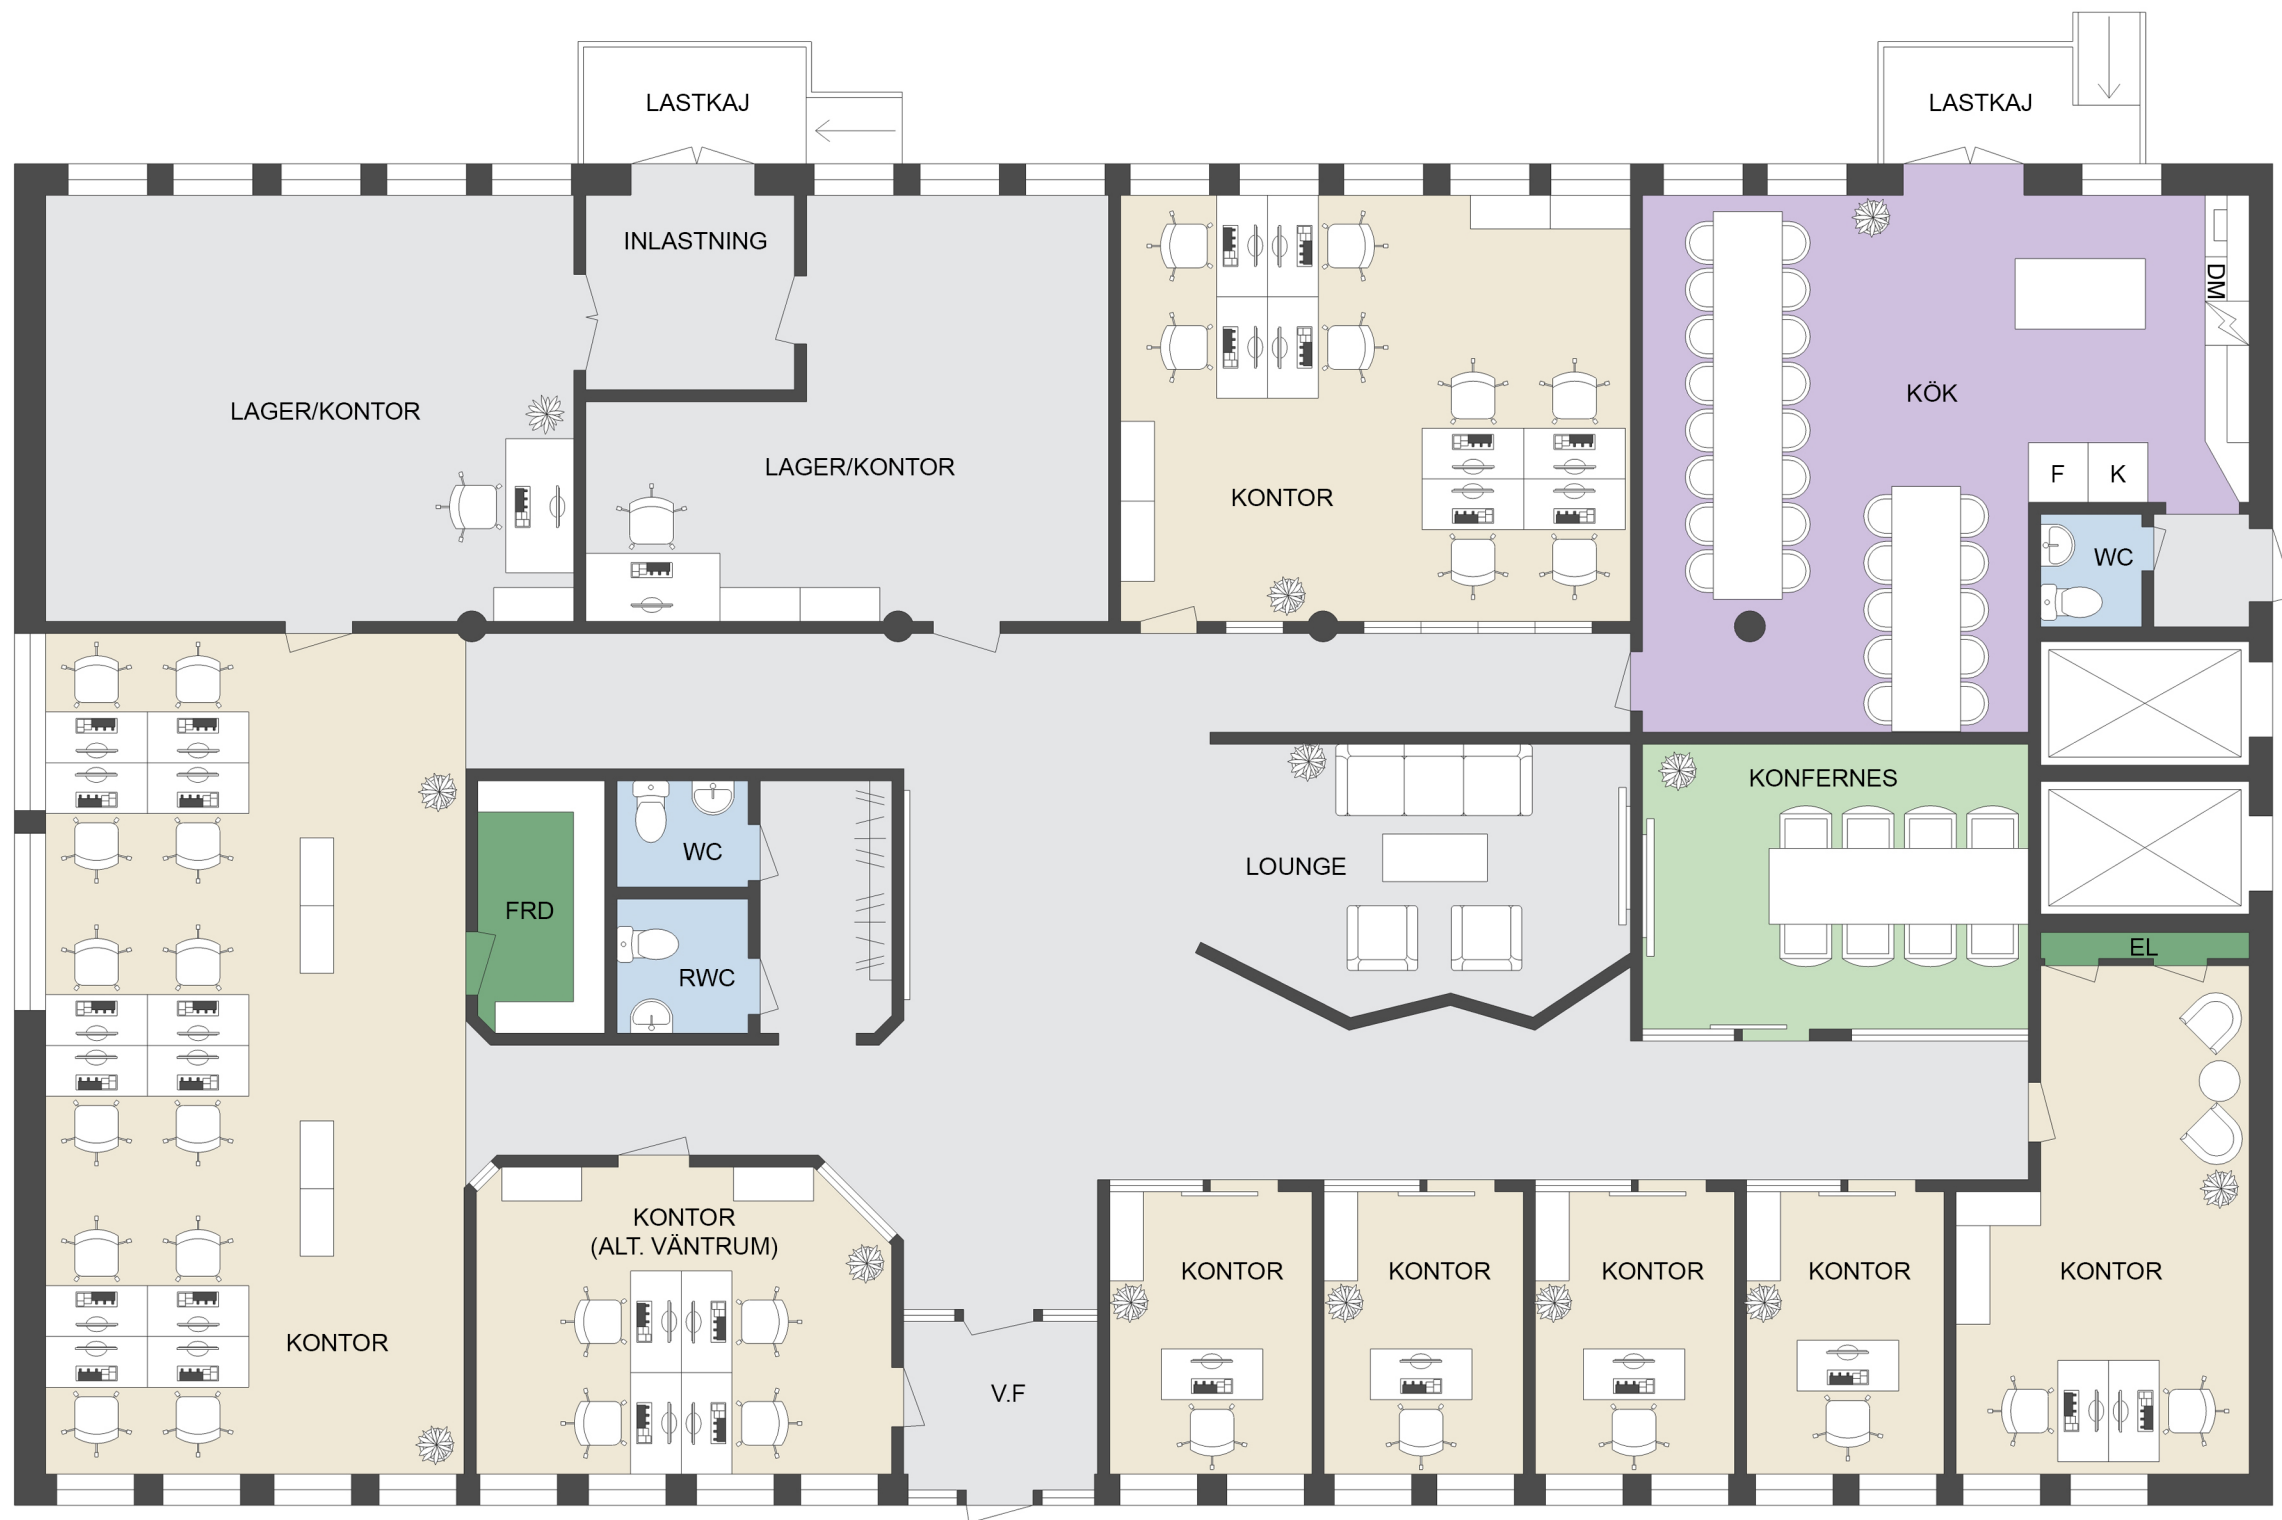 LASTKAJ
LASTKAJ
INLASTNING
DM
KÖK
LAGER/KONTOR
LAGER/KONTOR
F
K
KONTOR
WC
KONFERNES
WC
LOUNGE
FRD
EL
RWC
KONTOR
(ALT. VÄNTRUM)
KONTOR
KONTOR
KONTOR
KONTOR
KONTOR
KONTOR
V.F